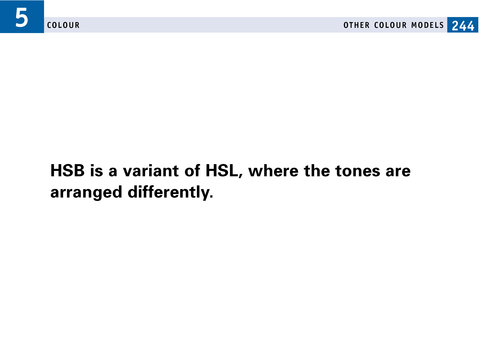 5
COLOUR
OTHER COLOUR MODELS 244
HSB is a variant of HSL, where the tones are
arranged differently.